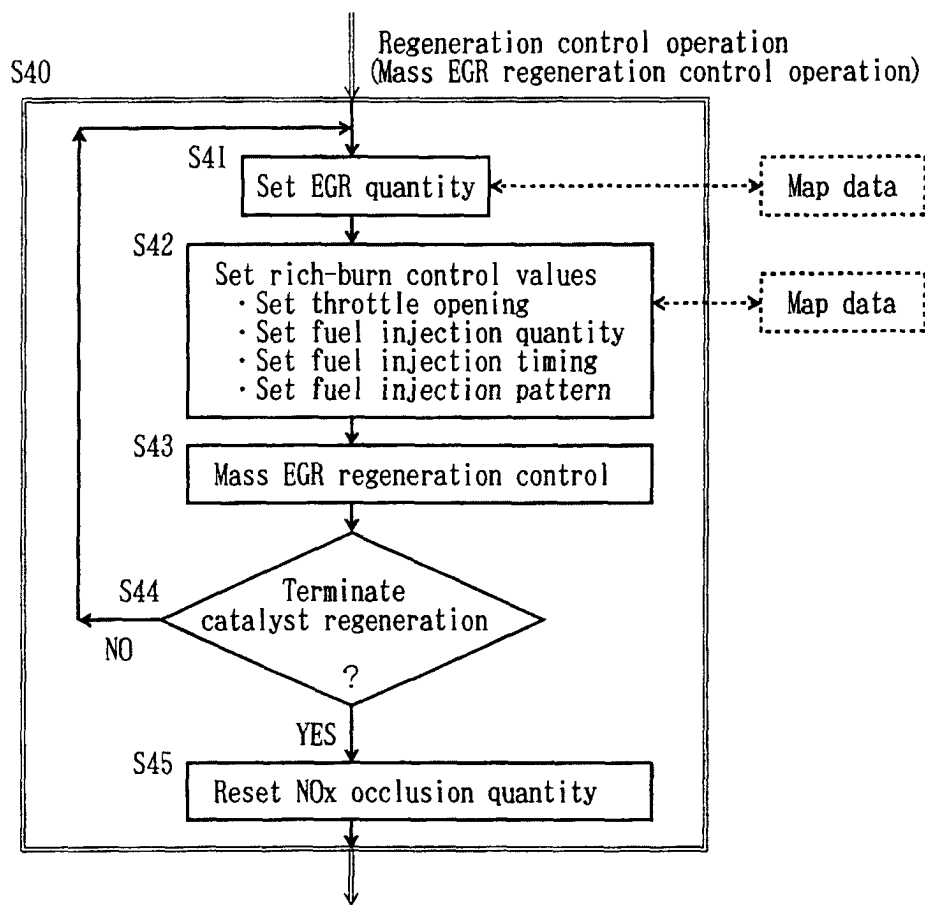 Regeneration control operation
S40
(Mass EGR regeneration control operation)
S41
Set EGR quantity
Map data
S42
Set rich-burn control values
・Set throttle opening
・Set fuel injection quantity
・Set fuel injection timing
・Set fuel injection pattern
Map data
S43
Mass EGR regeneration control
S44
Terminate
catalyst regeneration
?
NO
YES
S45
Reset NOx occlusion quantity